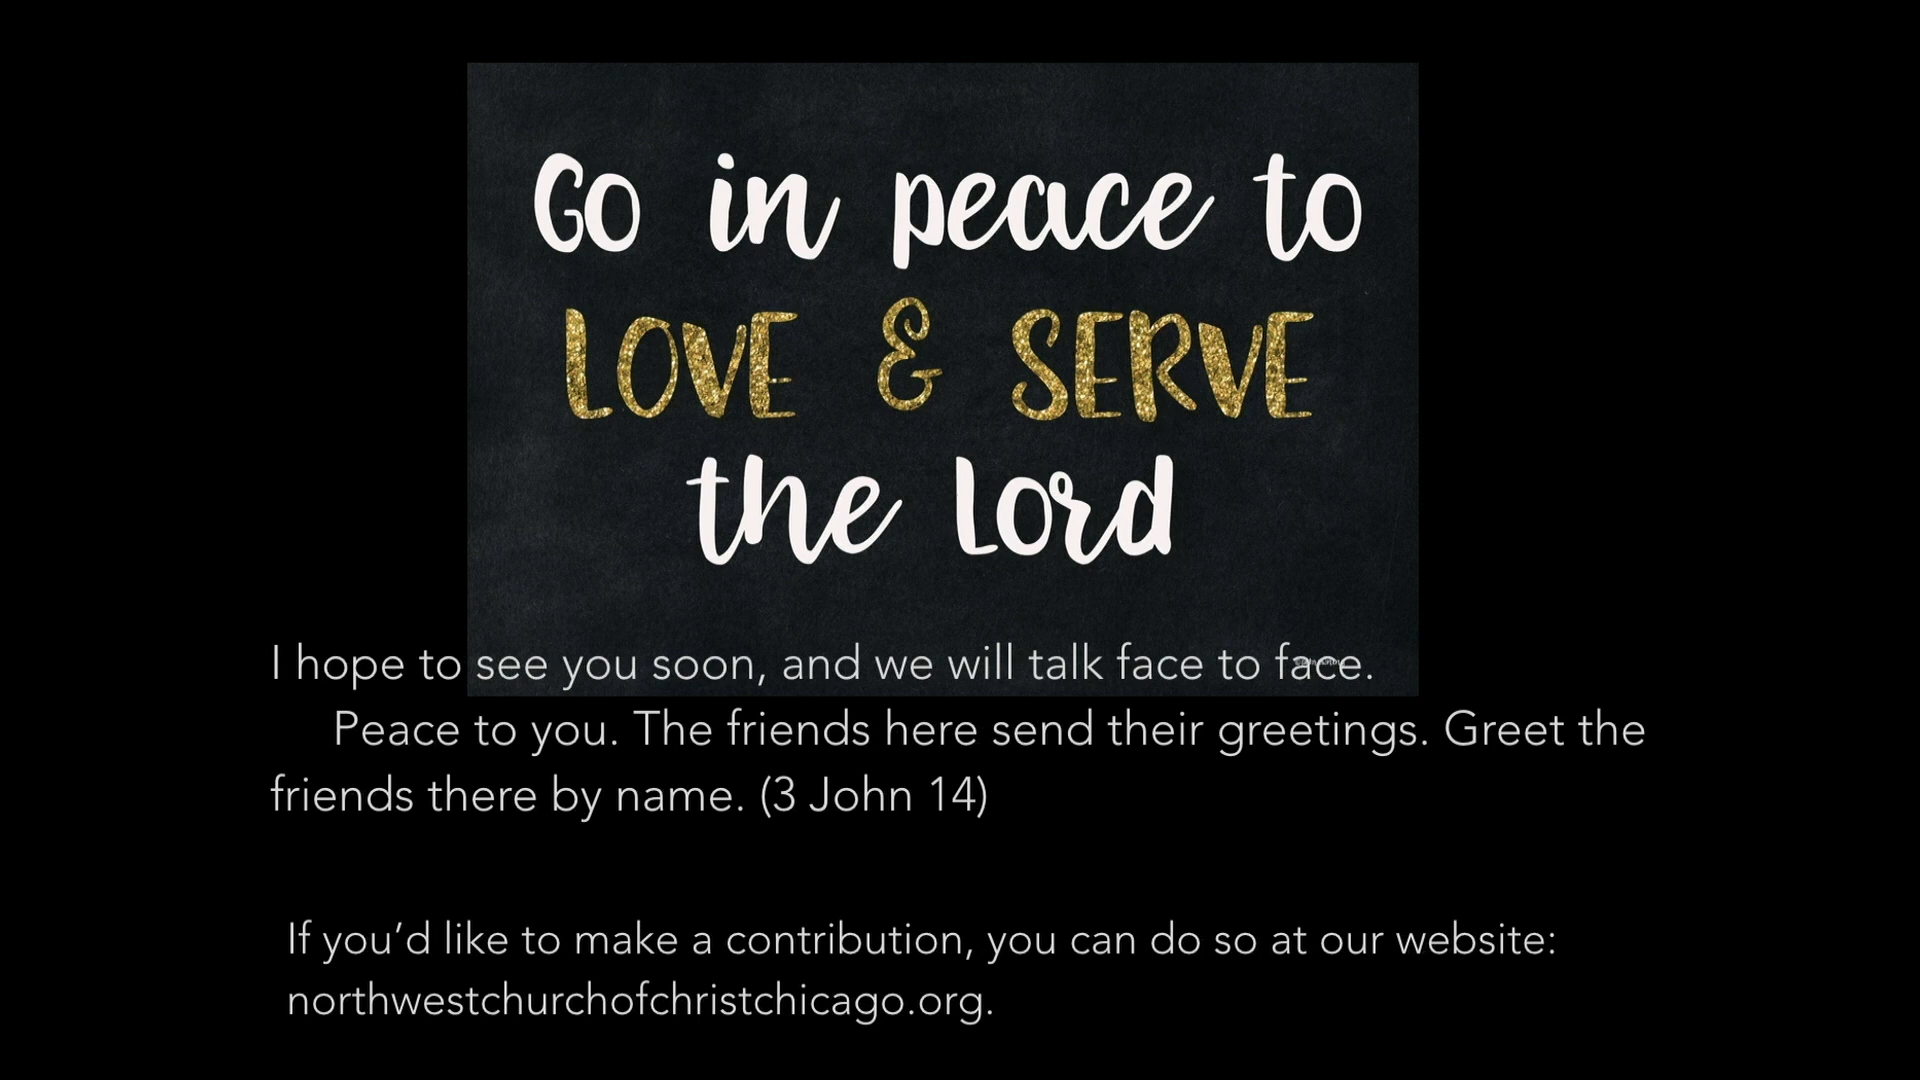 Go in peace to
LOVE & SERVE
the Lord
I hope to see you soon, and we will talk face to face.
Peace to you. The friends here send their greetings. Greet the
friends there by name. (3 John 14)
If you’d like to make a contribution, you can do so at our website:
northwestchurchofchristchicago.org.